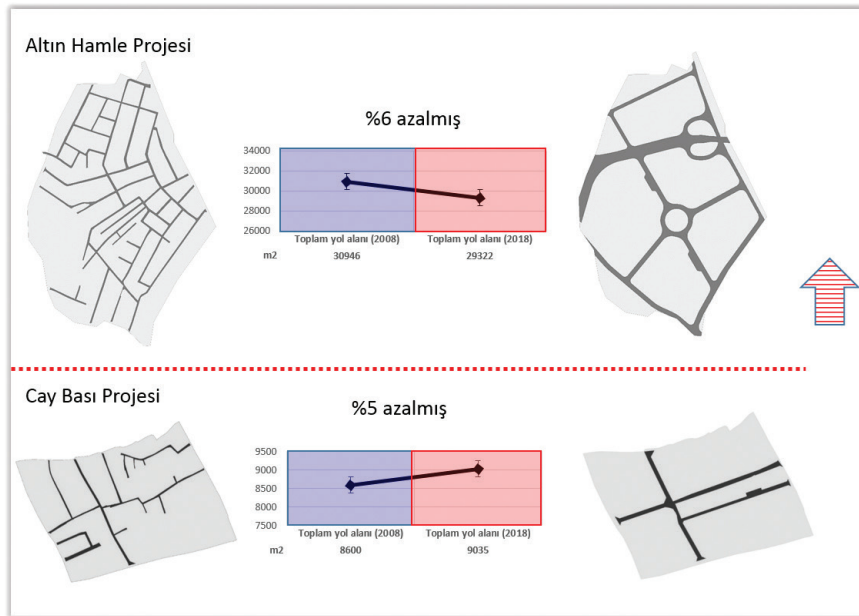 Altın Hamle Projesi
%6 azalmış
34000
32000
30000
28000
26000
Toplam yol alanı (2008) Toplam yol alanı (2018)
m2 30946 29322
Cay Bası Projesi
%5 azalmış
9500
9000
8500
8000
7500
Toplam yol alanı (2008) Toplam yol alanı (2018)
m2 8600 9035